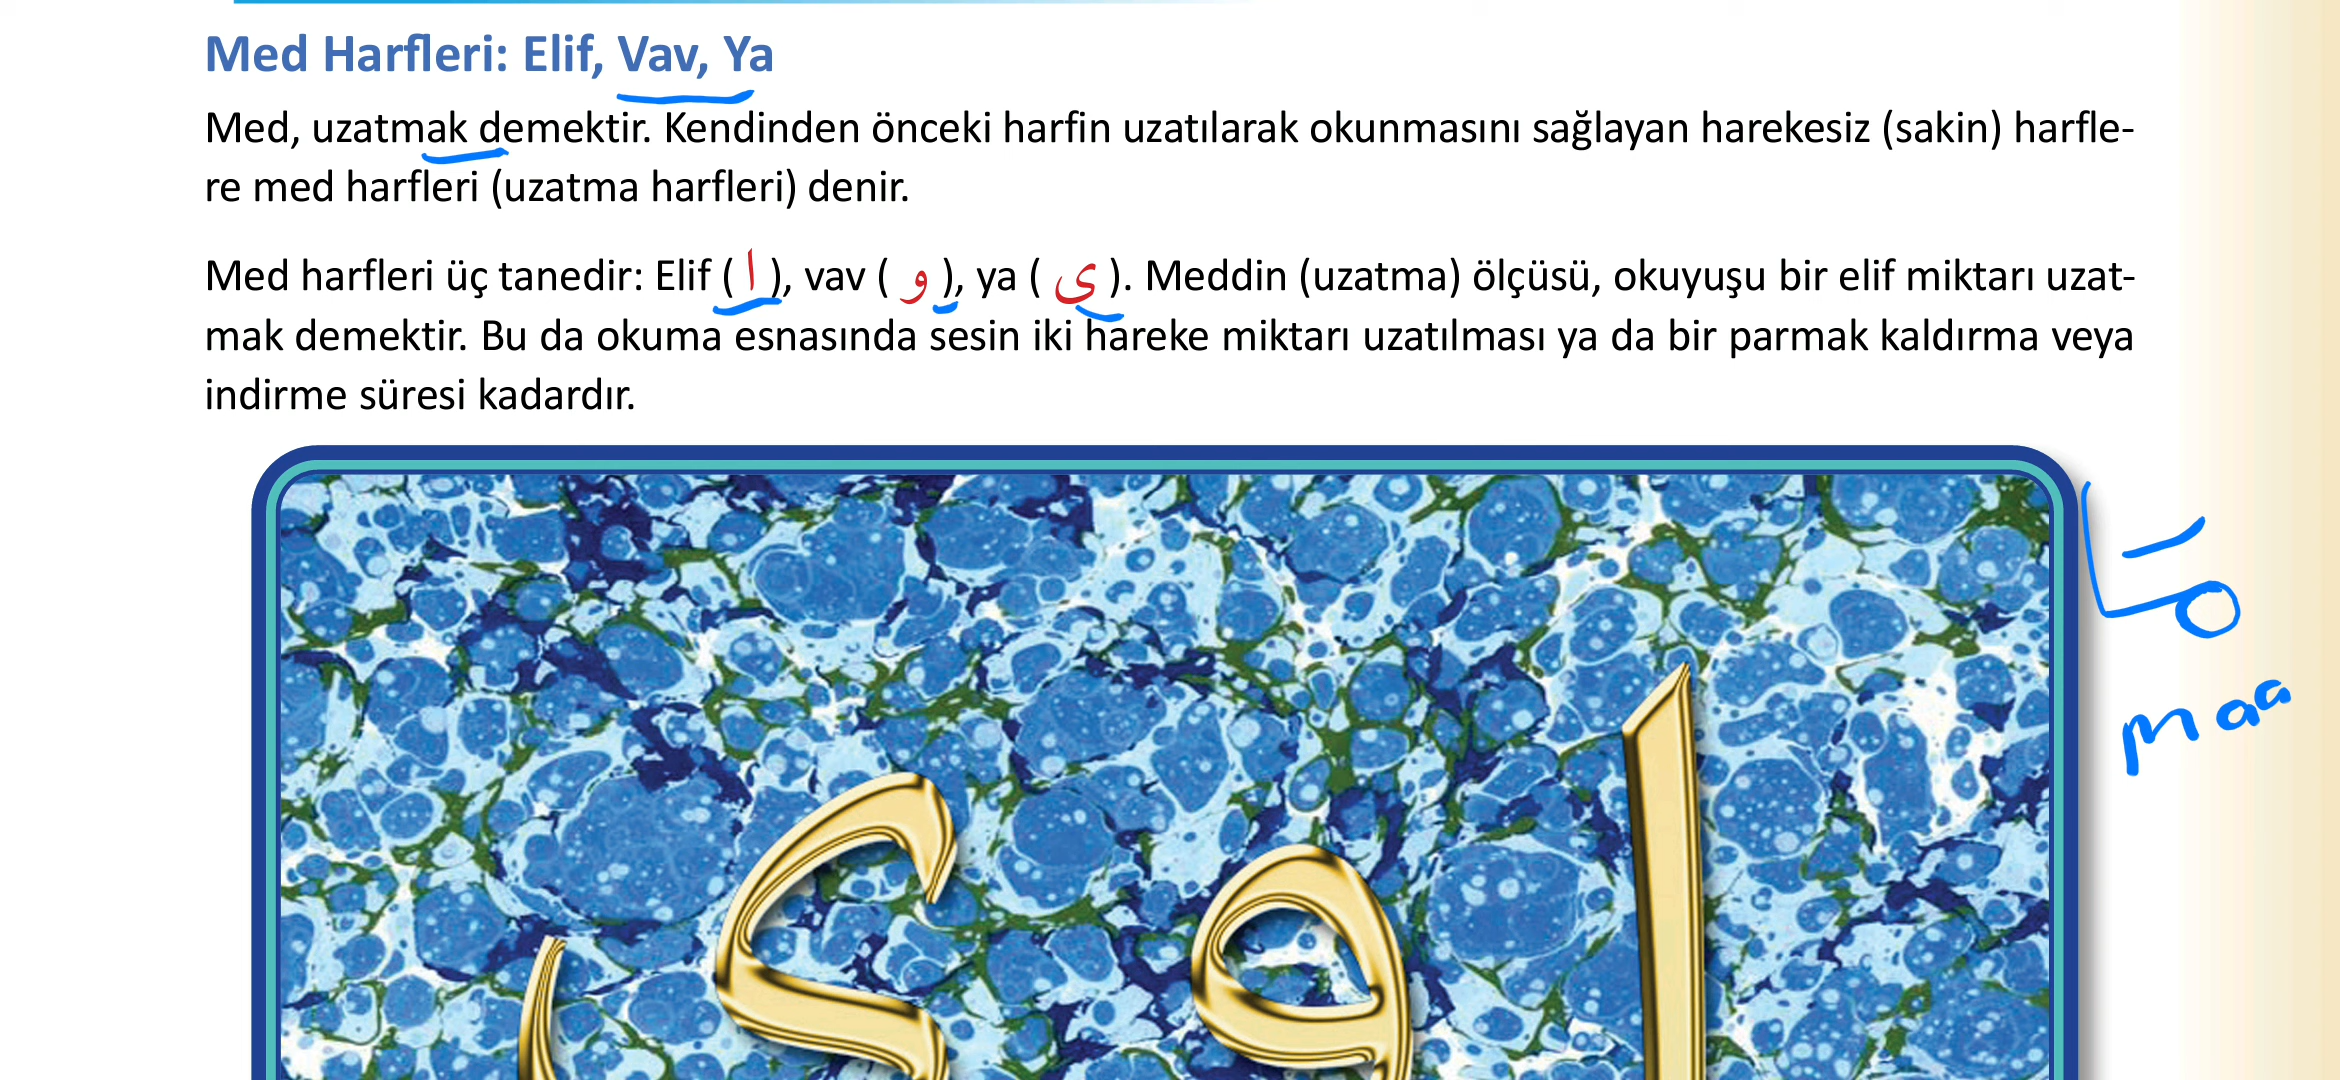 Med Harfleri: Elif, Vav, Ya
Med, uzatmak demektir. Kendinden önceki harfin uzatılarak okunmasını sağlayan harekesiz (sakin) harfle-
re med harfleri (uzatma harfleri) denir.
Med harfleri üç tanedir: Elif ( ا ), vav ( و ), ya ( ى ). Meddin (uzatma) ölçüsü, okuyuşu bir elif miktarı uzat-
mak demektir. Bu da okuma esnasında sesin iki hareke miktarı uzatılması ya da bir parmak kaldırma veya
indirme süresi kadardır.
مَا
maa
ا و ى